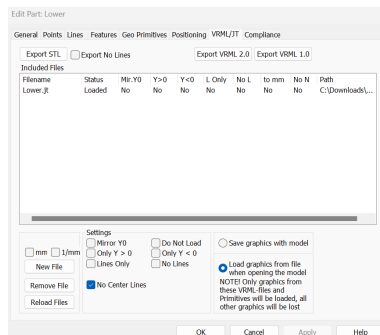 Edit Part: Lower
General Points Lines Features Geo Primitives Positioning VRML/JT Compliance
Export STL Export No Lines Export VRML 2.0 Export VRML 1.0
Included Files
Filename Status Mir.Y0 Y>0 Y<0 L Only No L to mm No N Path
Lower.jt Loaded No No No No No No No C:\Downloads\,...
Settings
Mirror Y0 Do Not Load Save graphics with model
mm 1/mm Only Y > 0 Only Y < 0
New File Lines Only No Lines Load graphics from file
when opening the model
Remove File No Center Lines NOTE! Only graphics from
these VRML-files and
Reload Files Primitives will be loaded, all
other graphics will be lost
OK Cancel Apply Help